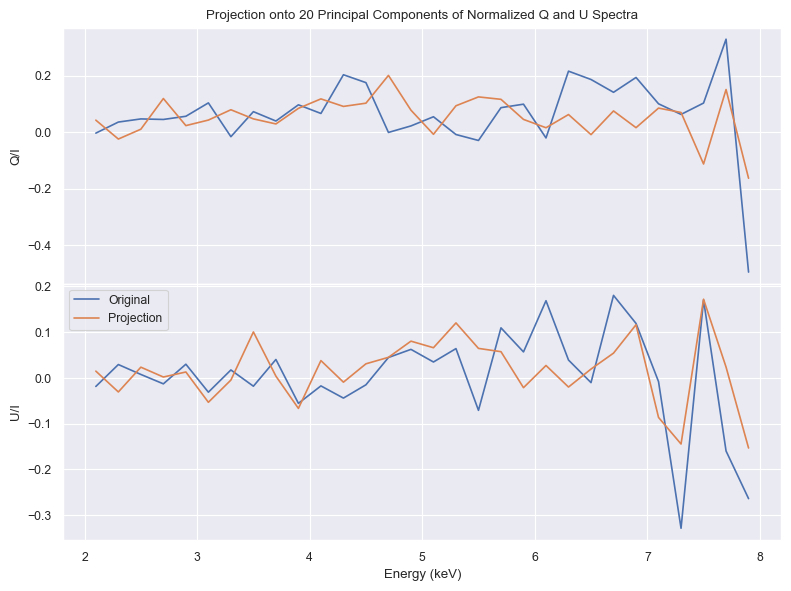 Projection onto 20 Principal Components of Normalized Q and U Spectra
0.2
0.0
−0.2
−0.4
Q/I
0.2
0.1
0.0
−0.1
−0.2
−0.3
U/I
Original
Projection
2 3 4 5 6 7 8
Energy (keV)